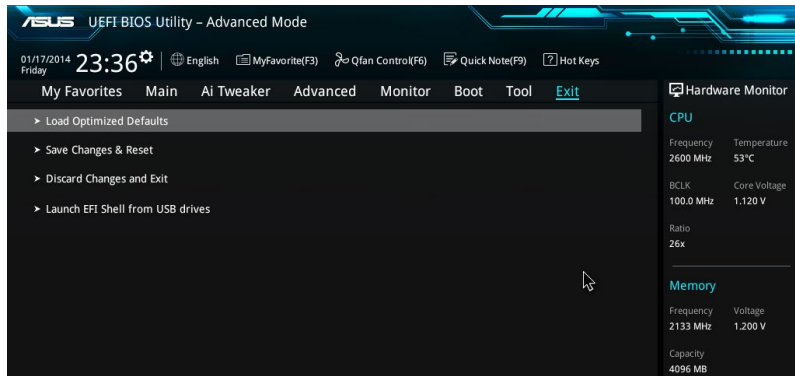 ASUS UEFI BIOS Utility – Advanced Mode
01/17/2014 Friday 23:36 English MyFavorite(F3) Qfan Control(F6) Quick Note(F9) ? Hot Keys
My Favorites Main Ai Tweaker Advanced Monitor Boot Tool Exit
Load Optimized Defaults
Save Changes & Reset
Discard Changes and Exit
Launch EFI Shell from USB drives
Hardware Monitor
CPU
Frequency Temperature
2600 MHz 53°C
BCLK Core Voltage
100.0 MHz 1.120 V
Ratio
26x
Memory
Frequency Voltage
2133 MHz 1.200 V
Capacity
4096 MB